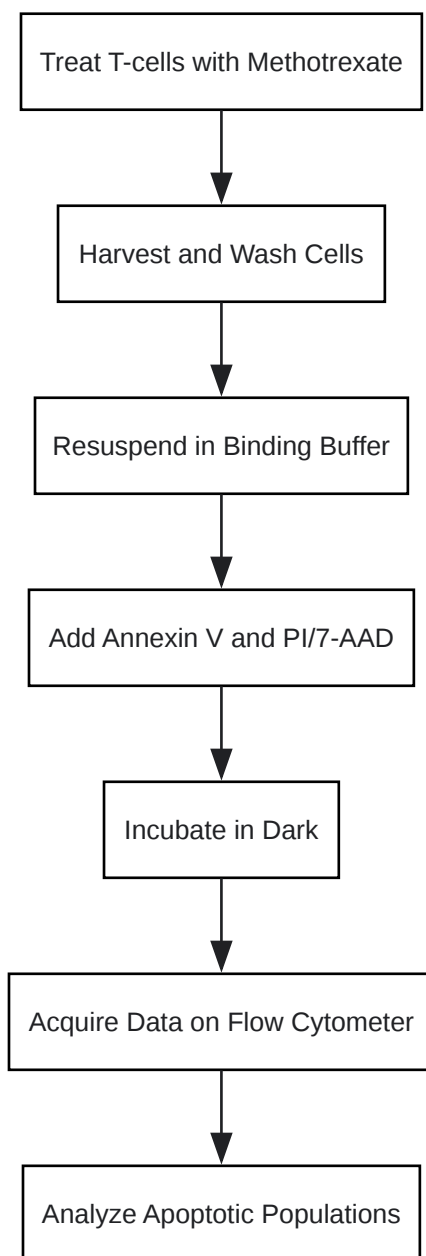 Treat T-cells with Methotrexate
Harvest and Wash Cells
Resuspend in Binding Buffer
Add Annexin V and PI/7-AAD
Incubate in Dark
Acquire Data on Flow Cytometer
Analyze Apoptotic Populations